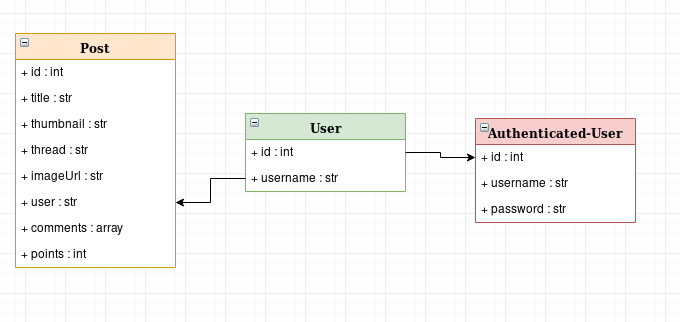 Post
+ id : int
+ title : str
+ thumbnail : str
+ thread : str
+ imageUrl : str
+ user : str
+ comments : array
+ points : int
User
+ id : int
+ username : str
Authenticated-User
+ id : int
+ username : str
+ password : str